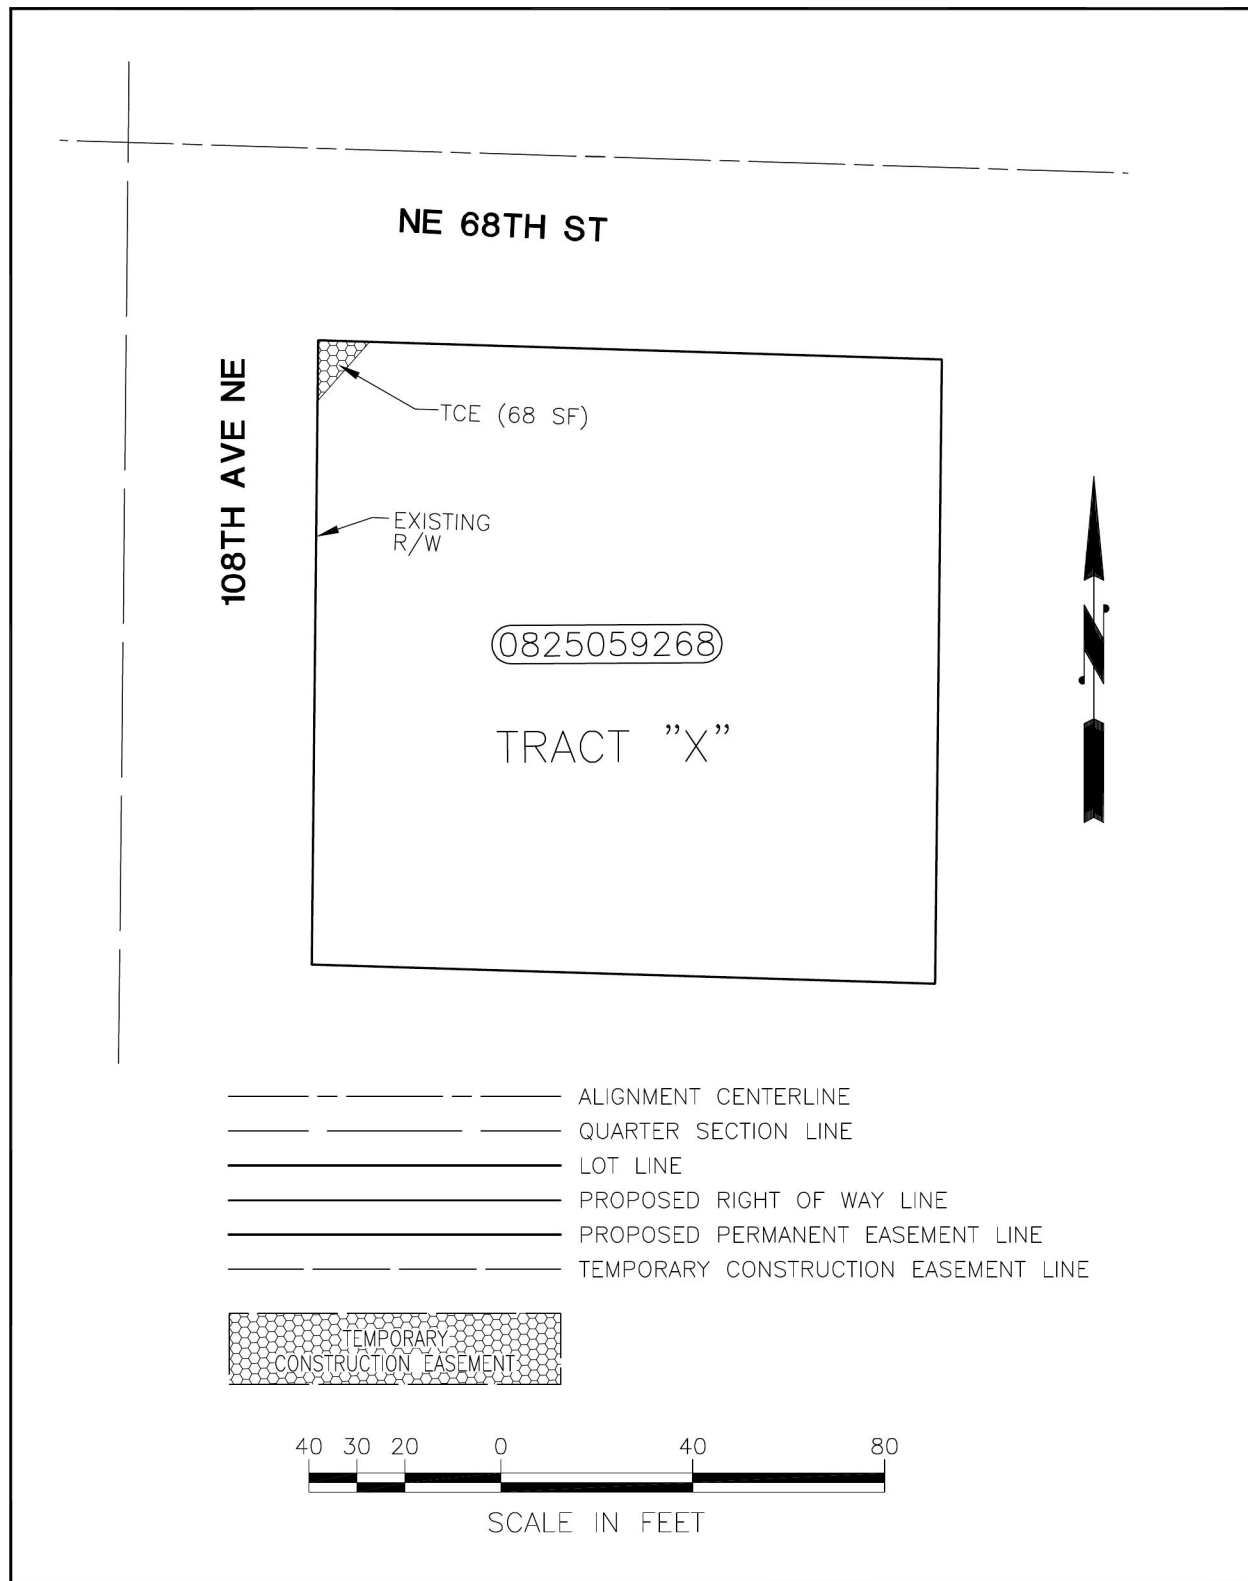 NE 68TH ST
108TH AVE NE
TCE (68 SF)
EXISTING
R/W
0825059268
TRACT "X"
N
ALIGNMENT CENTERLINE
QUARTER SECTION LINE
LOT LINE
PROPOSED RIGHT OF WAY LINE
PROPOSED PERMANENT EASEMENT LINE
TEMPORARY CONSTRUCTION EASEMENT LINE
TEMPORARY
CONSTRUCTION EASEMENT
40 30 20 0 40 80
SCALE IN FEET